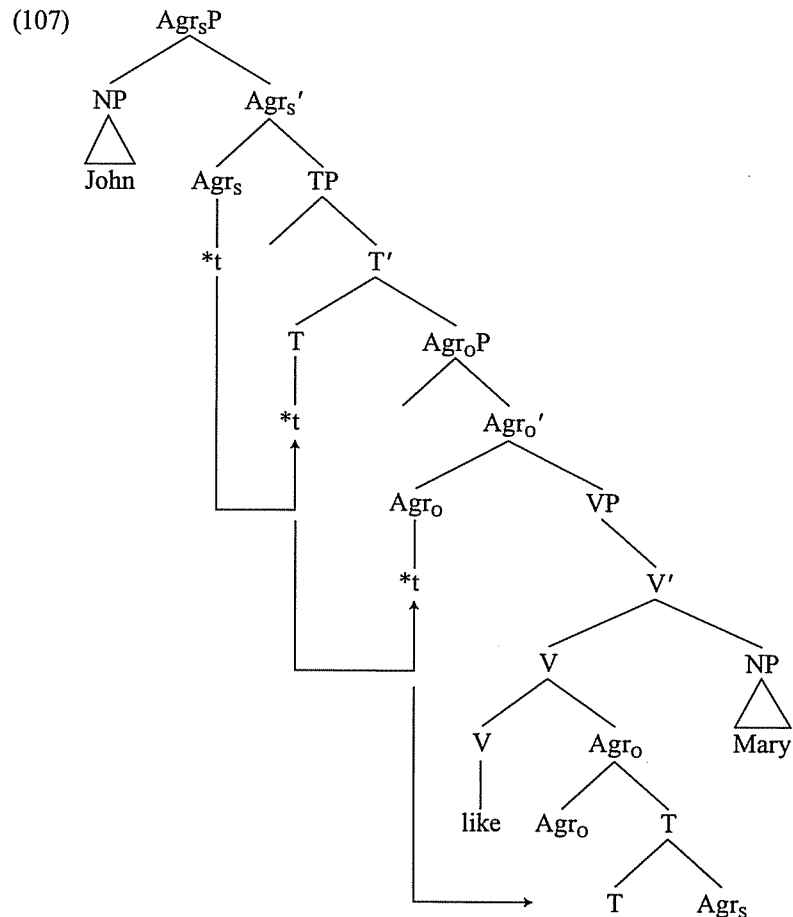 (107) AgrsP
NP Agrs′
John Agrs TP
*t T′
T AgroP
*t Agro′
Agro VP
*t V′
V NP
V Agro Mary
like Agro T
T Agrs